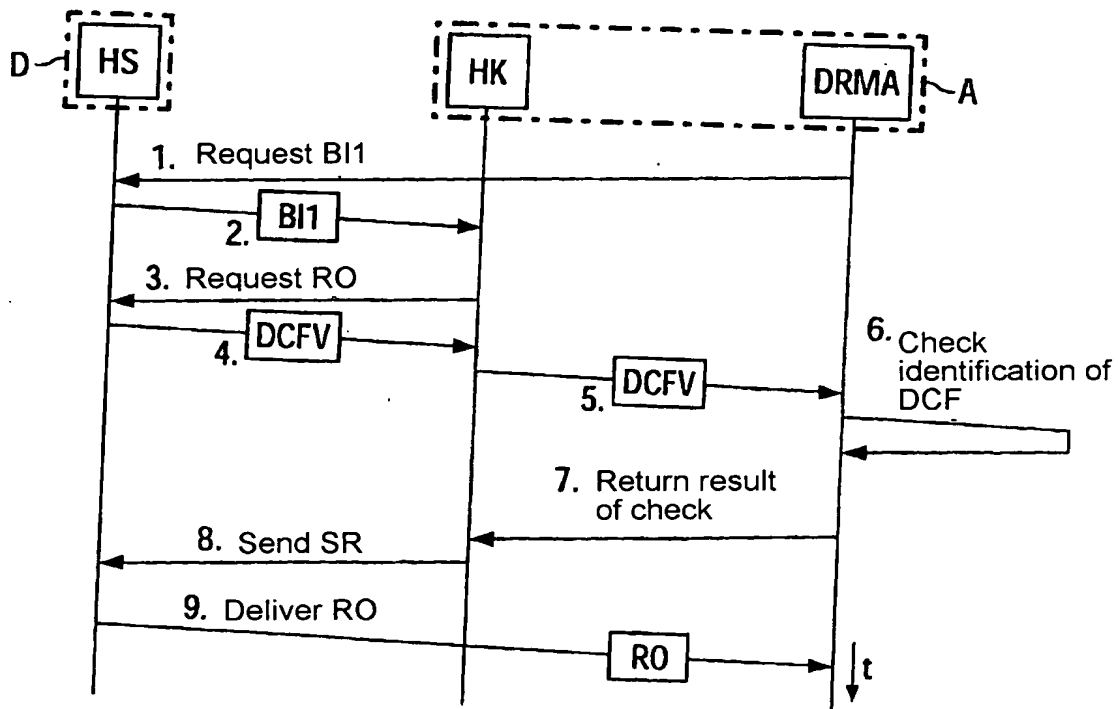 D
HS
HK
DRMA
A
1. Request BI1
2. BI1
3. Request RO
4. DCFV
5. DCFV
6. Check
identification of
DCF
7. Return result
of check
8. Send SR
9. Deliver RO
RO
t